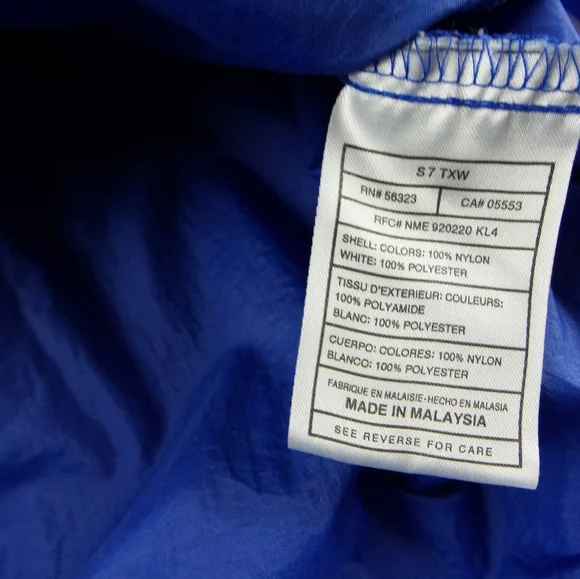 S7 TXW
RN# 56323 CA# 05553
RFC# NME 920220 KL4
SHELL: COLORS: 100% NYLON
WHITE: 100% POLYESTER
TISSU D'EXTERIEUR: COULEURS:
100% POLYAMIDE
BLANC: 100% POLYESTER
CUERPO: COLORES: 100% NYLON
BLANCO: 100% POLYESTER
FABRIQUE EN MALAISIE-HECHO EN MALASIA
MADE IN MALAYSIA
SEE REVERSE FOR CARE